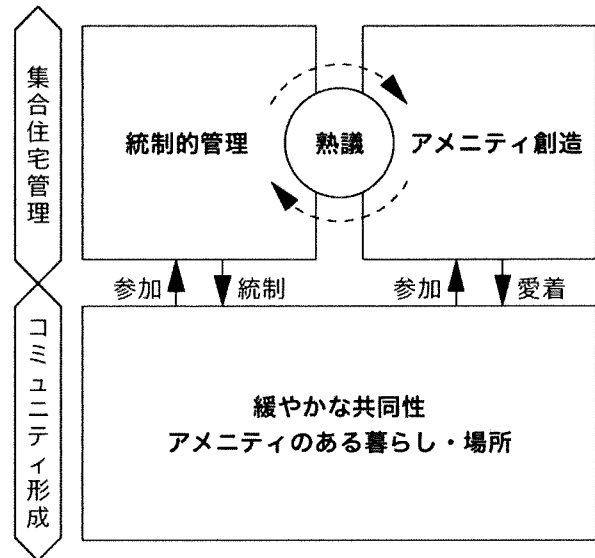 集合住宅管理
統制的管理
熟議
アメニティ創造
参加
統制
参加
愛着
コミュニティ形成
緩やかな共同性
アメニティのある暮らし・場所